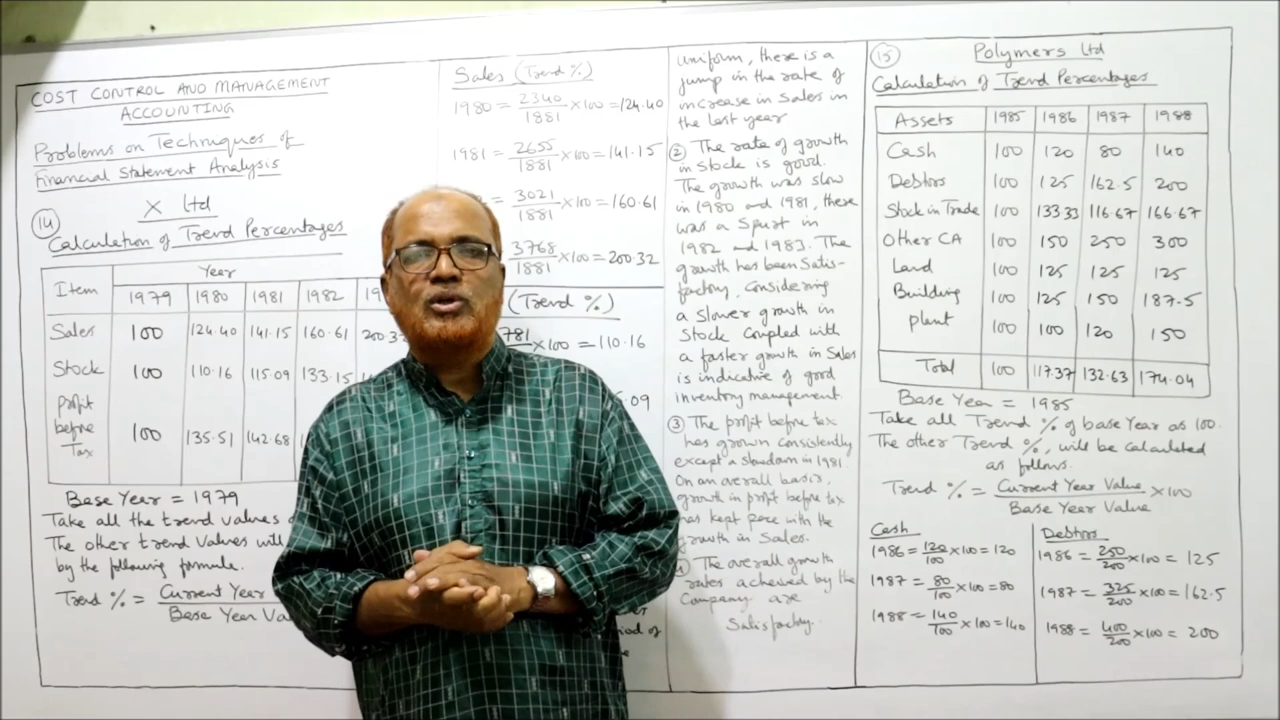 COST CONTROL AND MANAGEMENT
ACCOUNTING
Problems on Techniques of
Financial Statement Analysis
14
X Ltd
Calculation of Trend Percentages
Item Year
1979 1980 1981 1982
Sales 100 124.40 141.15 160.61 200.3
Stock 100 110.16 115.09 133.15
Profit
before
Tax
100 135.51 142.68
Base Year = 1979
Take all the trend values
The other trend values will
by the following formula.
Trend % = Current Year
Base Year Va
Sales (Trend %)
1980 = 2340/1881 × 100 = 124.40
1981 = 2655/1881 × 100 = 141.15
= 3021/1881 × 100 = 160.61
3768/1881 × 100 = 200.32
(Trend %)
781 × 100 = 110.16
5.09
iod of
uniform, there is a
jump in the rate of
increase in Sales in
the last year
② The rate of growth
in stock is good.
The growth was slow
in 1980 and 1981, there
was a Spurt in
1982 and 1983. The
growth has been Satis-
factory, Considering
a slower growth in
Stock Coupled with
a faster growth in Sales
is indicative of good
inventory management.
③ The profit before tax
has grown consistently
except a slowdown in 1981.
On an overall basis,
growth in profit before tax
has kept pace with the
growth in Sales.
The overall growth
rates achieved by the
Company are
Satisfactory.
15
Polymers Ltd
Calculation of Trend Percentages
Assets 1985 1986 1987 1988
Cash 100 120 80 140
Debtors 100 125 162.5 200
Stock in Trade 100 133.33 116.67 166.67
Other CA 100 150 250 300
Land 100 125 125 125
Building 100 125 150 187.5
plant 100 100 120 150
Total 100 117.37 132.63 174.04
Base Year = 1985
Take all Trend % of base Year as 100.
The other Trend %, will be calculated
as follows.
Trend % = Current Year Value/Base Year Value × 100
Cash
1986 = 120/100 × 100 = 120
1987 = 80/100 × 100 = 80
1988 = 140/100 × 100 = 140
Debtors
1986 = 250/200 × 100 = 125
1987 = 325/200 × 100 = 162.5
1988 = 400/200 × 100 = 200